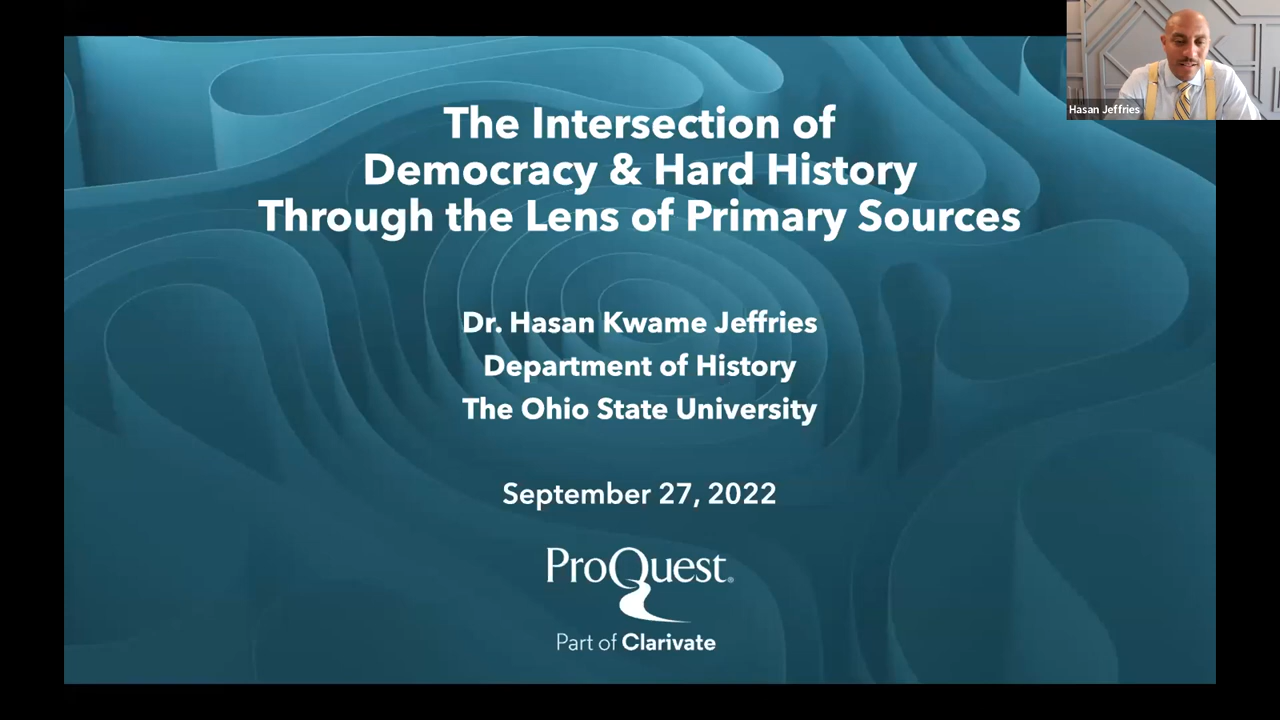 Hasan Jeffries
The Intersection of
Democracy & Hard History
Through the Lens of Primary Sources
Dr. Hasan Kwame Jeffries
Department of History
The Ohio State University
September 27, 2022
ProQuest®
Part of Clarivate